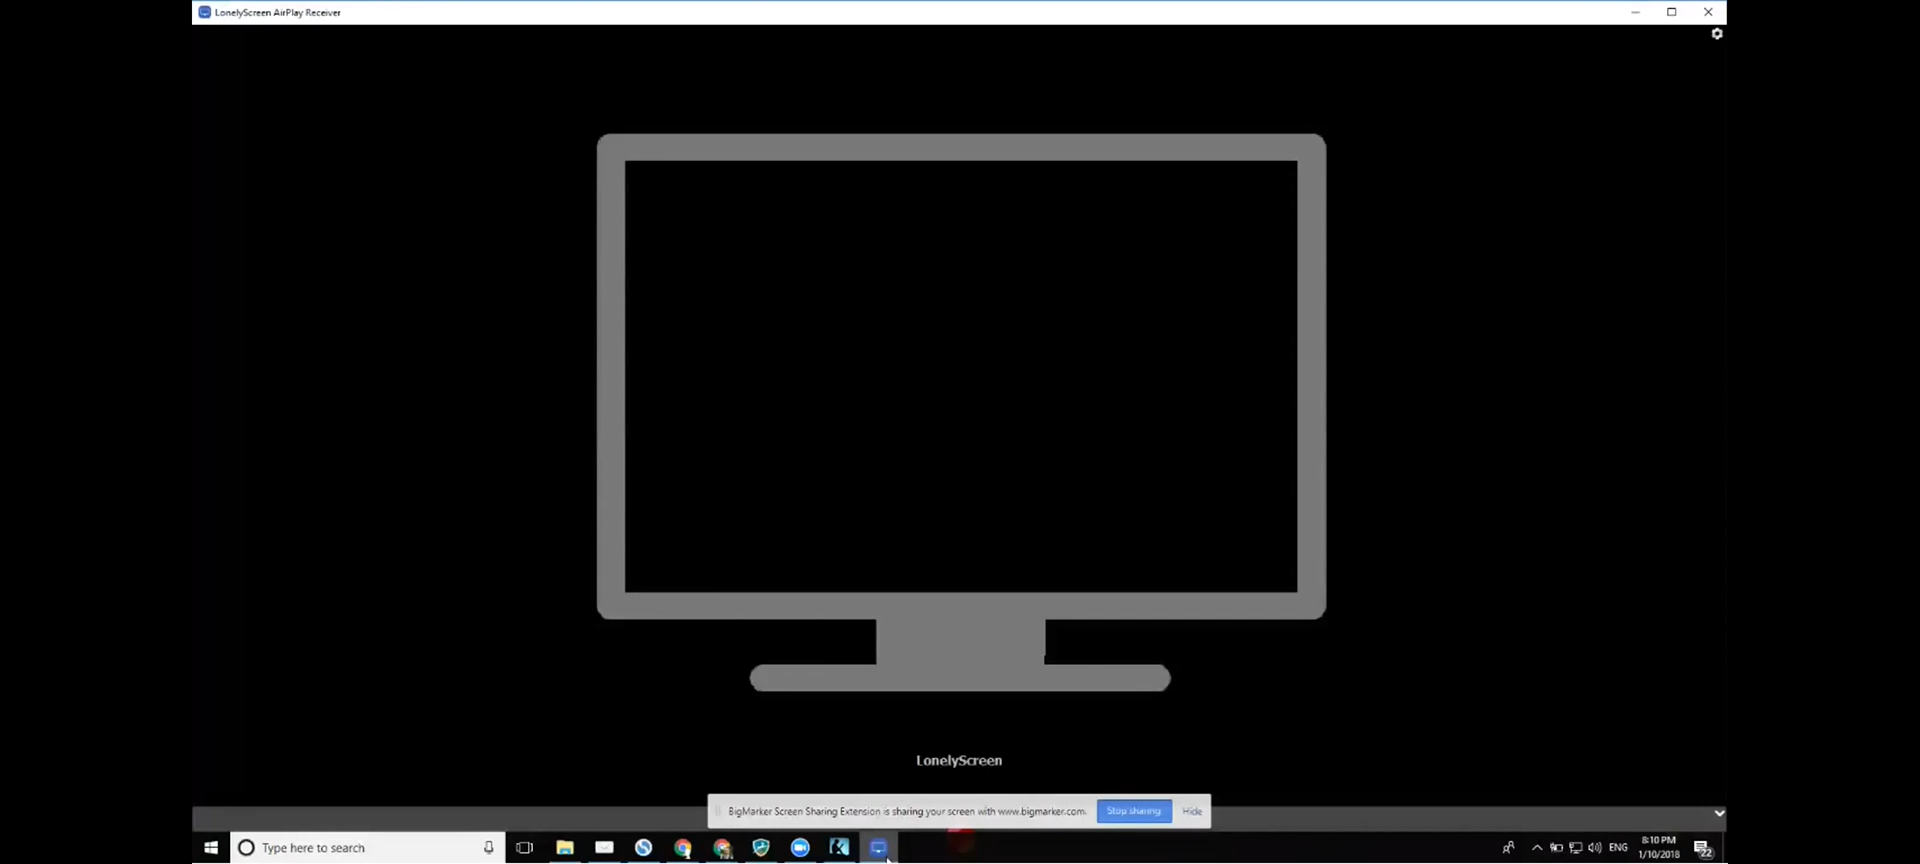 LonelyScreen AirPlay Receiver
LonelyScreen
BigMarker Screen Sharing Extension is sharing your screen with www.bigmarker.com.
Stop sharing
Hide
Type here to search
ENG
8:10 PM
1/10/2018
22